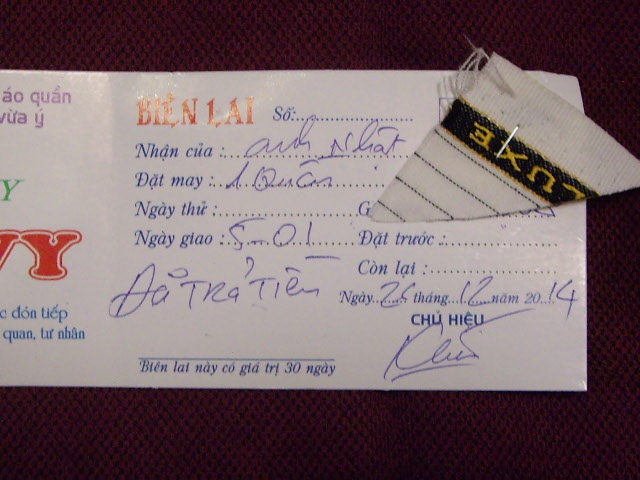 áo quần
vừa ý
Y
VY
c đón tiếp
quan, tư nhân
BIÊN LAI Số:
Nhận của : anh Nhật
Đặt may : 1 Quần
Ngày thử :
Ngày giao : 5-01 Đặt trước :
Còn lại :
Đã Trả Tiền
Ngày 26 tháng 12 năm 2014
CHỦ HIỆU
Biên lai này có giá trị 30 ngày
LUXE